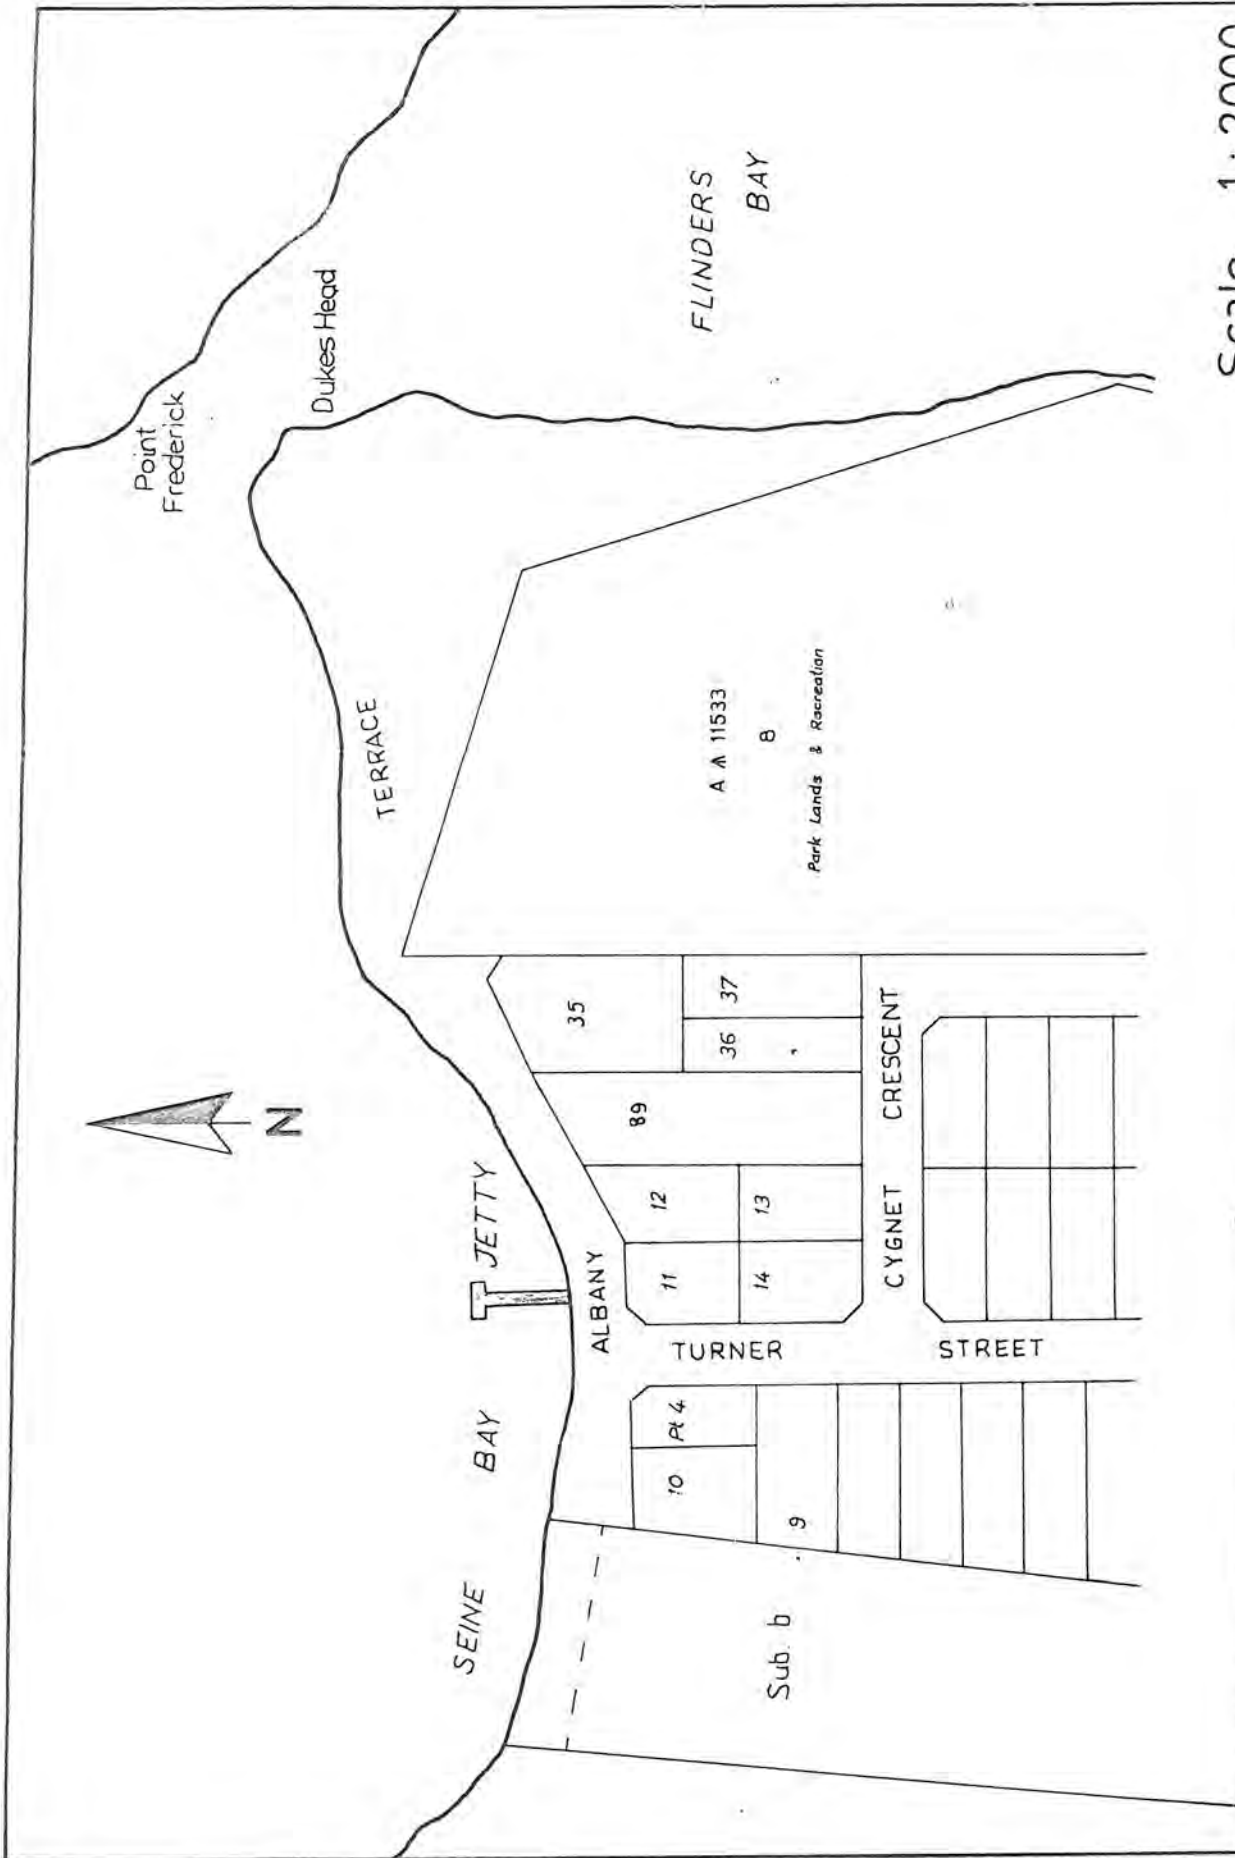 Point
Frederick
Dukes Head
FLINDERS
BAY
TERRACE
N
SEINE BAY JETTY
ALBANY
35
36
37
89
12
13
11
14
CYGNET CRESCENT
TURNER STREET
Pt 4
10
9
Sub. b
A A 11533
B
Park Lands & Recreation
Scale 1:2000